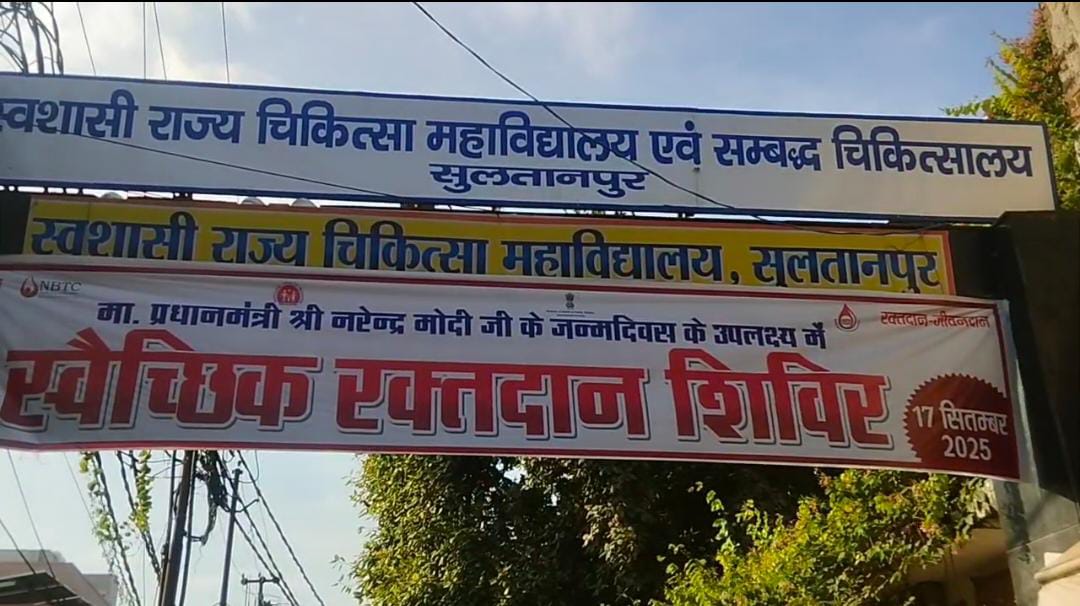 स्वशासी राज्य चिकित्सा महाविद्यालय एवं सम्बद्ध चिकित्सालय
सुलतानपुर
स्वशासी राज्य चिकित्सा महाविद्यालय, सुलतानपुर
NBTC
रक्तदान-जीवनदान
मा. प्रधानमंत्री श्री नरेन्द्र मोदी जी के जन्मदिवस के उपलक्ष्य में
स्वैच्छिक रक्तदान शिविर
17 सितम्बर
2025